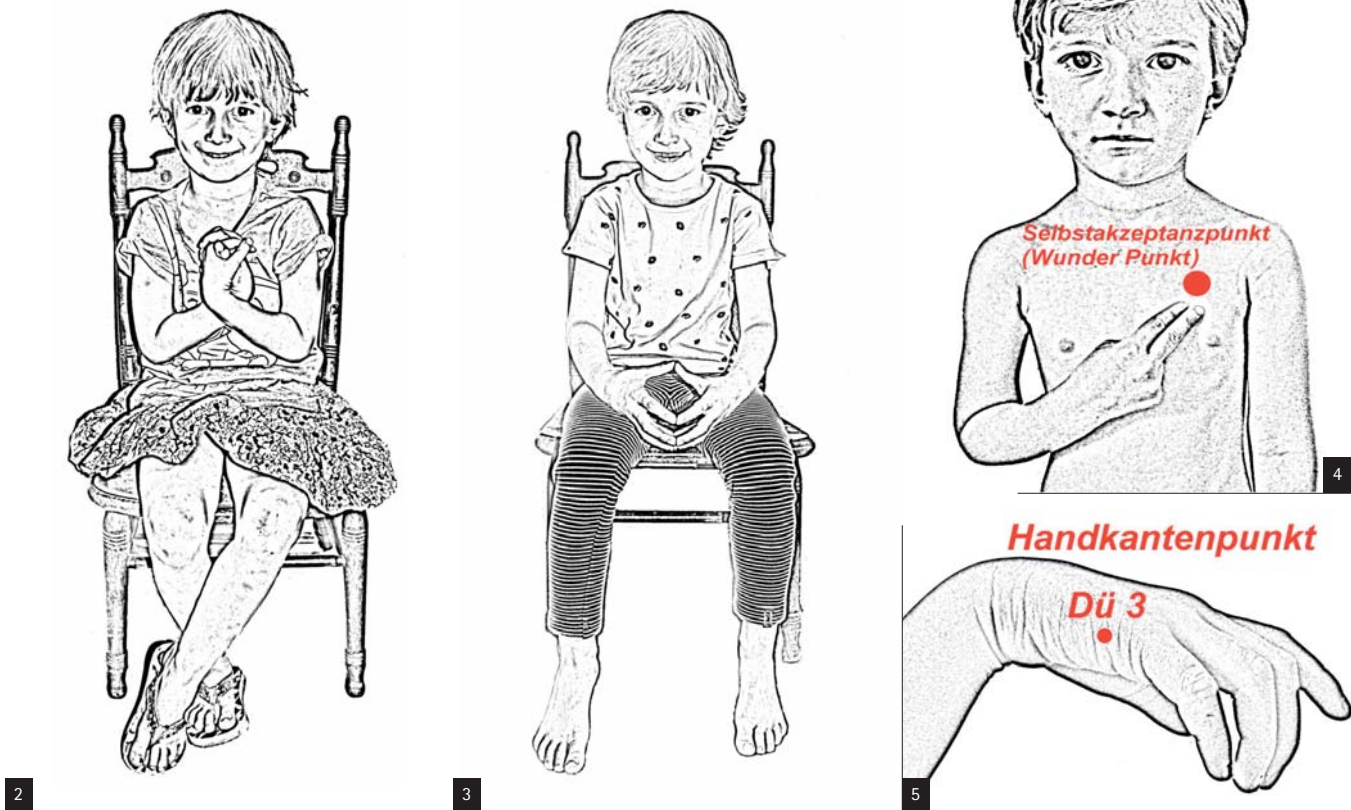 Selbstakzeptanzpunkt
(Wunder Punkt)
4
Handkantenpunkt
Dü 3
2
3
5